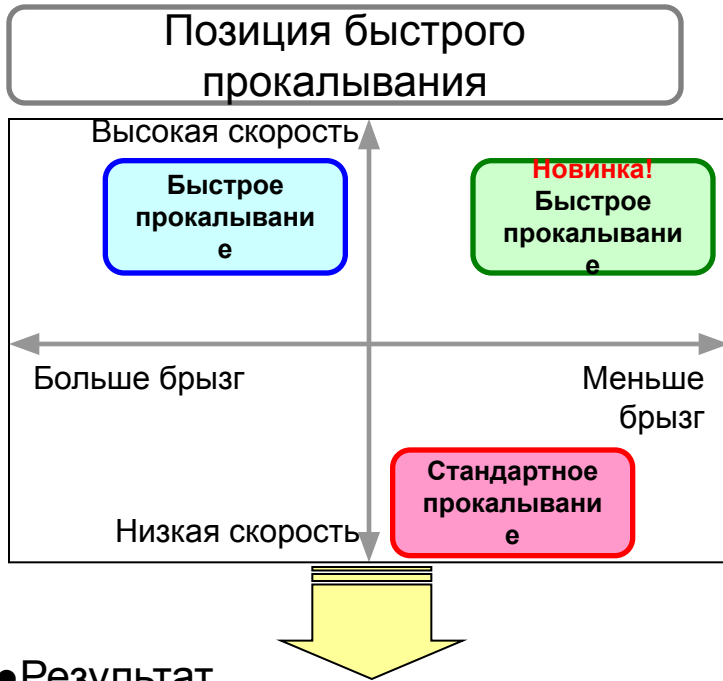 Позиция быстрого
прокалывания
Высокая скорость
Быстрое
прокалывани
е
Новинка!
Быстрое
прокалывани
е
Больше брызг
Меньше
брызг
Стандартное
прокалывани
е
Низкая скорость
●Результат